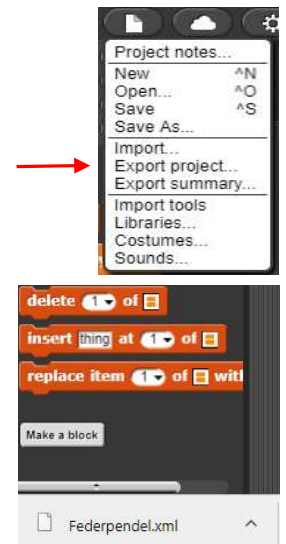 Project notes...
New ^N
Open... ^O
Save ^S
Save As...
Import...
Export project...
Export summary...
Import tools
Libraries...
Costumes...
Sounds...
delete 1 of
insert thing at 1 of
replace item 1 of with
Make a block
Federpendel.xml